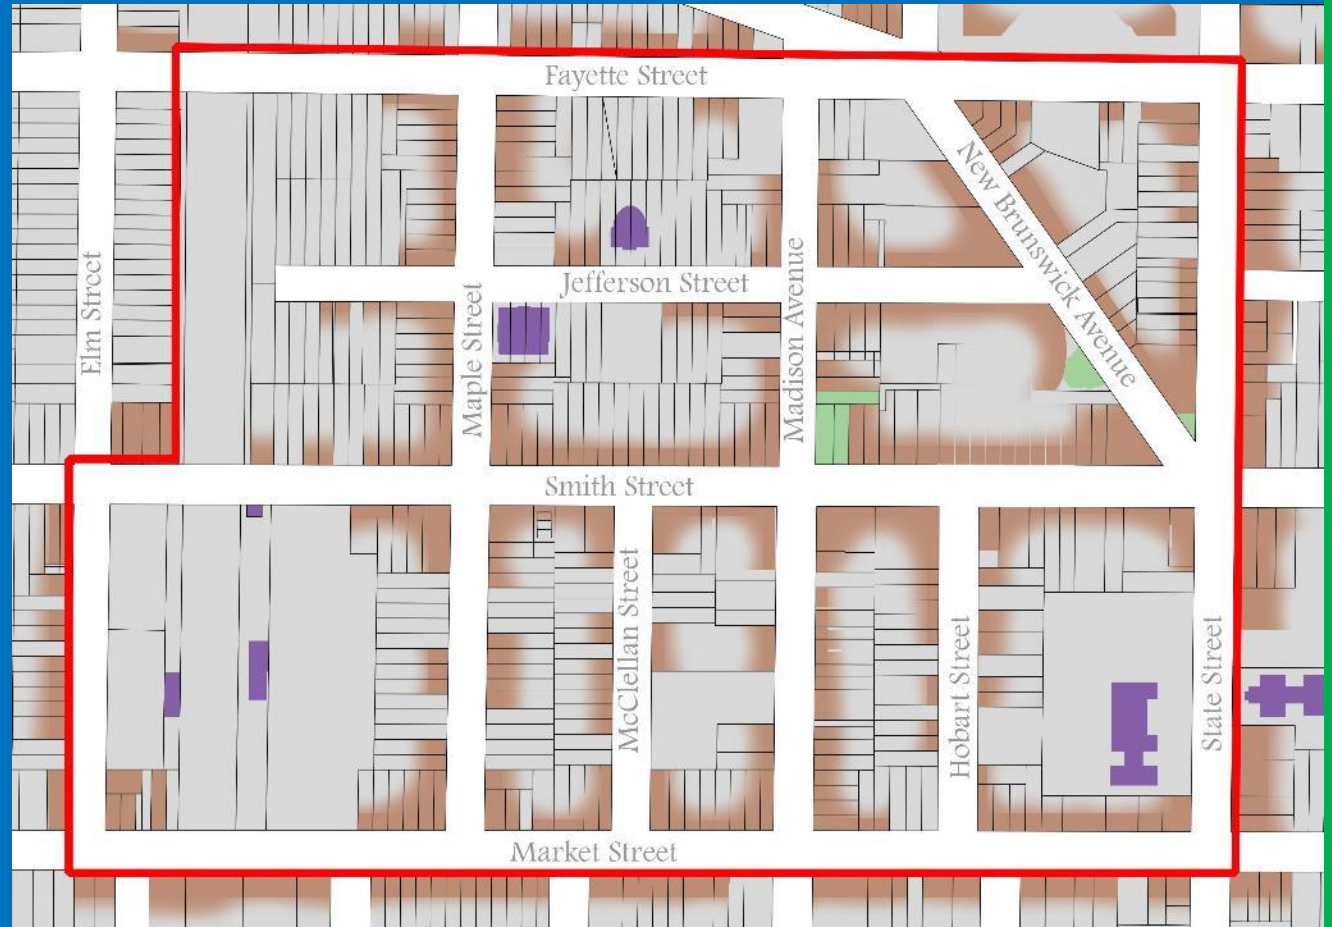 Fayette Street
New Brunswick Avenue
Jefferson Street
Elm Street
Maple Street
Madison Avenue
Smith Street
McClellan Street
Hobart Street
State Street
Market Street